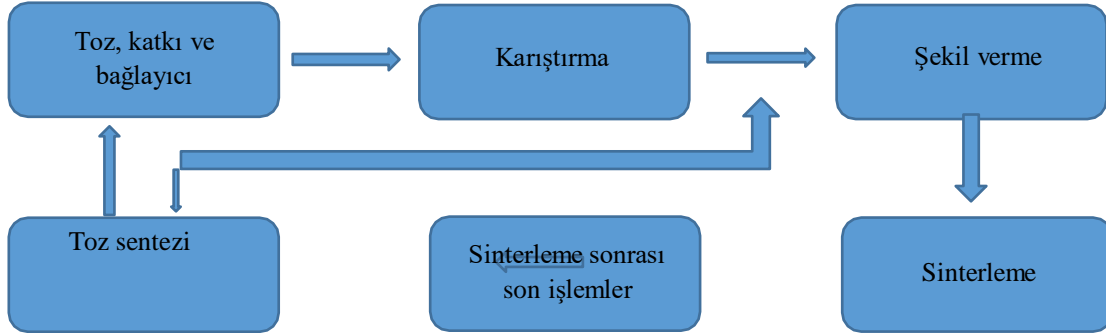 Toz, katkı ve
bağlayıcı
Karıştırma
Şekil verme
Toz sentezi
Sinterleme sonrası
son işlemler
Sinterleme